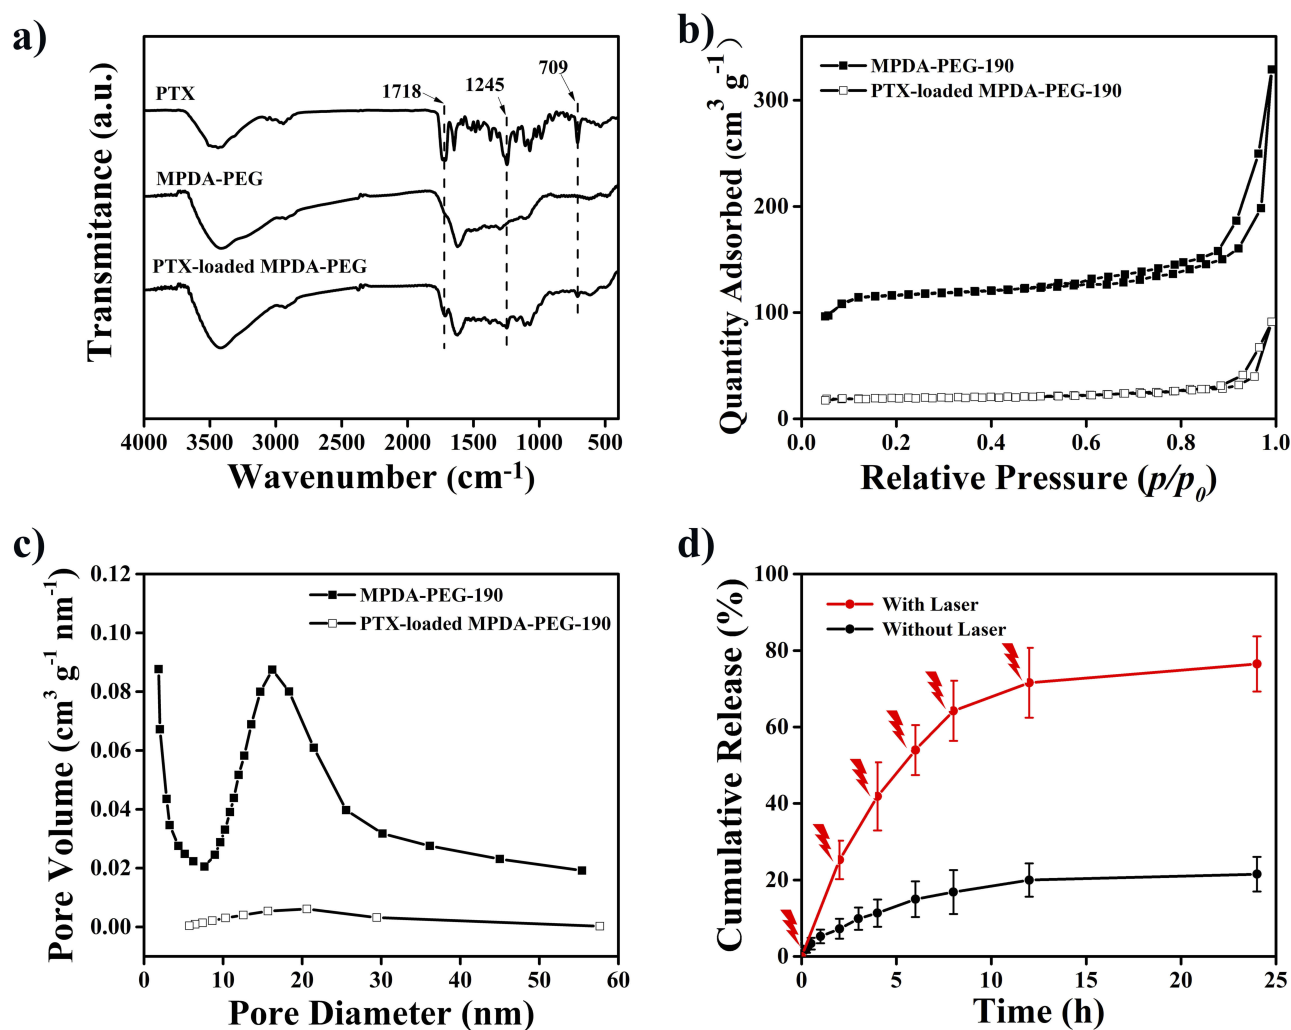 a)
PTX
MPDA-PEG
PTX-loaded MPDA-PEG
1718
1245
709
Transmitance (a.u.)
4000 3500 3000 2500 2000 1500 1000 500
Wavenumber (cm⁻¹)
b)
MPDA-PEG-190
PTX-loaded MPDA-PEG-190
Quantity Adsorbed (cm³ g⁻¹)
300
200
100
0
0.0 0.2 0.4 0.6 0.8 1.0
Relative Pressure (p/p₀)
c)
MPDA-PEG-190
PTX-loaded MPDA-PEG-190
Pore Volume (cm³ g⁻¹ nm⁻¹)
0.12
0.10
0.08
0.06
0.04
0.02
0.00
0 10 20 30 40 50 60
Pore Diameter (nm)
d)
With Laser
Without Laser
Cumulative Release (%)
100
80
60
40
20
0
0 5 10 15 20 25
Time (h)